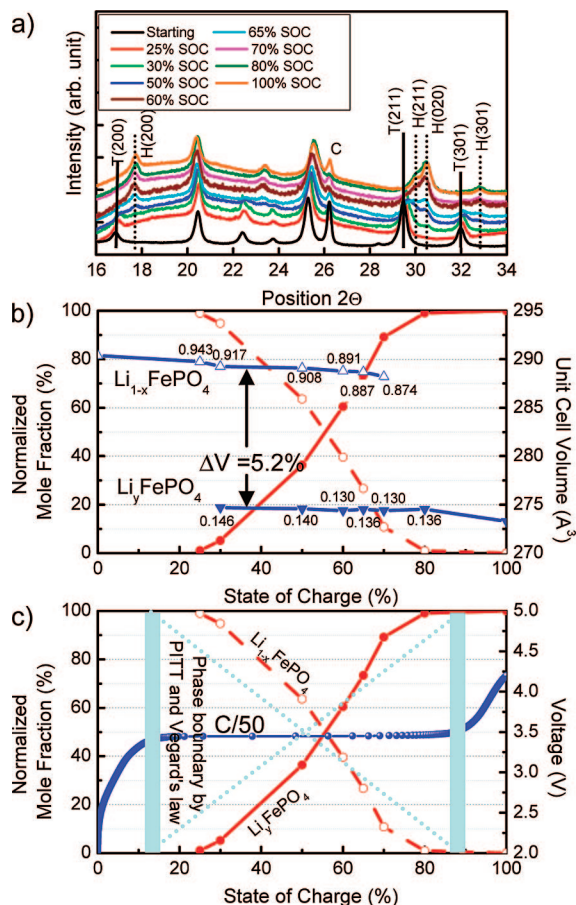 a)
Starting
25% SOC
30% SOC
50% SOC
60% SOC
65% SOC
70% SOC
80% SOC
100% SOC
Intensity (arb. unit)
T(200)
H(200)
C
T(211)
H(211)
H(020)
T(301)
H(301)
16 18 20 22 24 26 28 30 32 34
Position 2Θ
b)
100
80
60
40
20
0
Normalized
Mole Fraction (%)
295
290
285
280
275
270
Unit Cell Volume (A³)
0.943
0.917
0.908
0.891
0.887
0.874
Li₁₋ₓFePO₄
ΔV =5.2%
LiyFePO₄
0.146
0.140
0.130
0.136
0.130
0.136
0 20 40 60 80 100
State of Charge (%)
c)
100
80
60
40
20
0
Normalized
Mole Fraction (%)
5.0
4.5
4.0
3.5
3.0
2.5
2.0
Voltage (V)
Li₁₋ₓFePO₄
Phase boundary by
PITT and Vegard's law
C/50
LiyFePO₄
0 20 40 60 80 100
State of Charge (%)